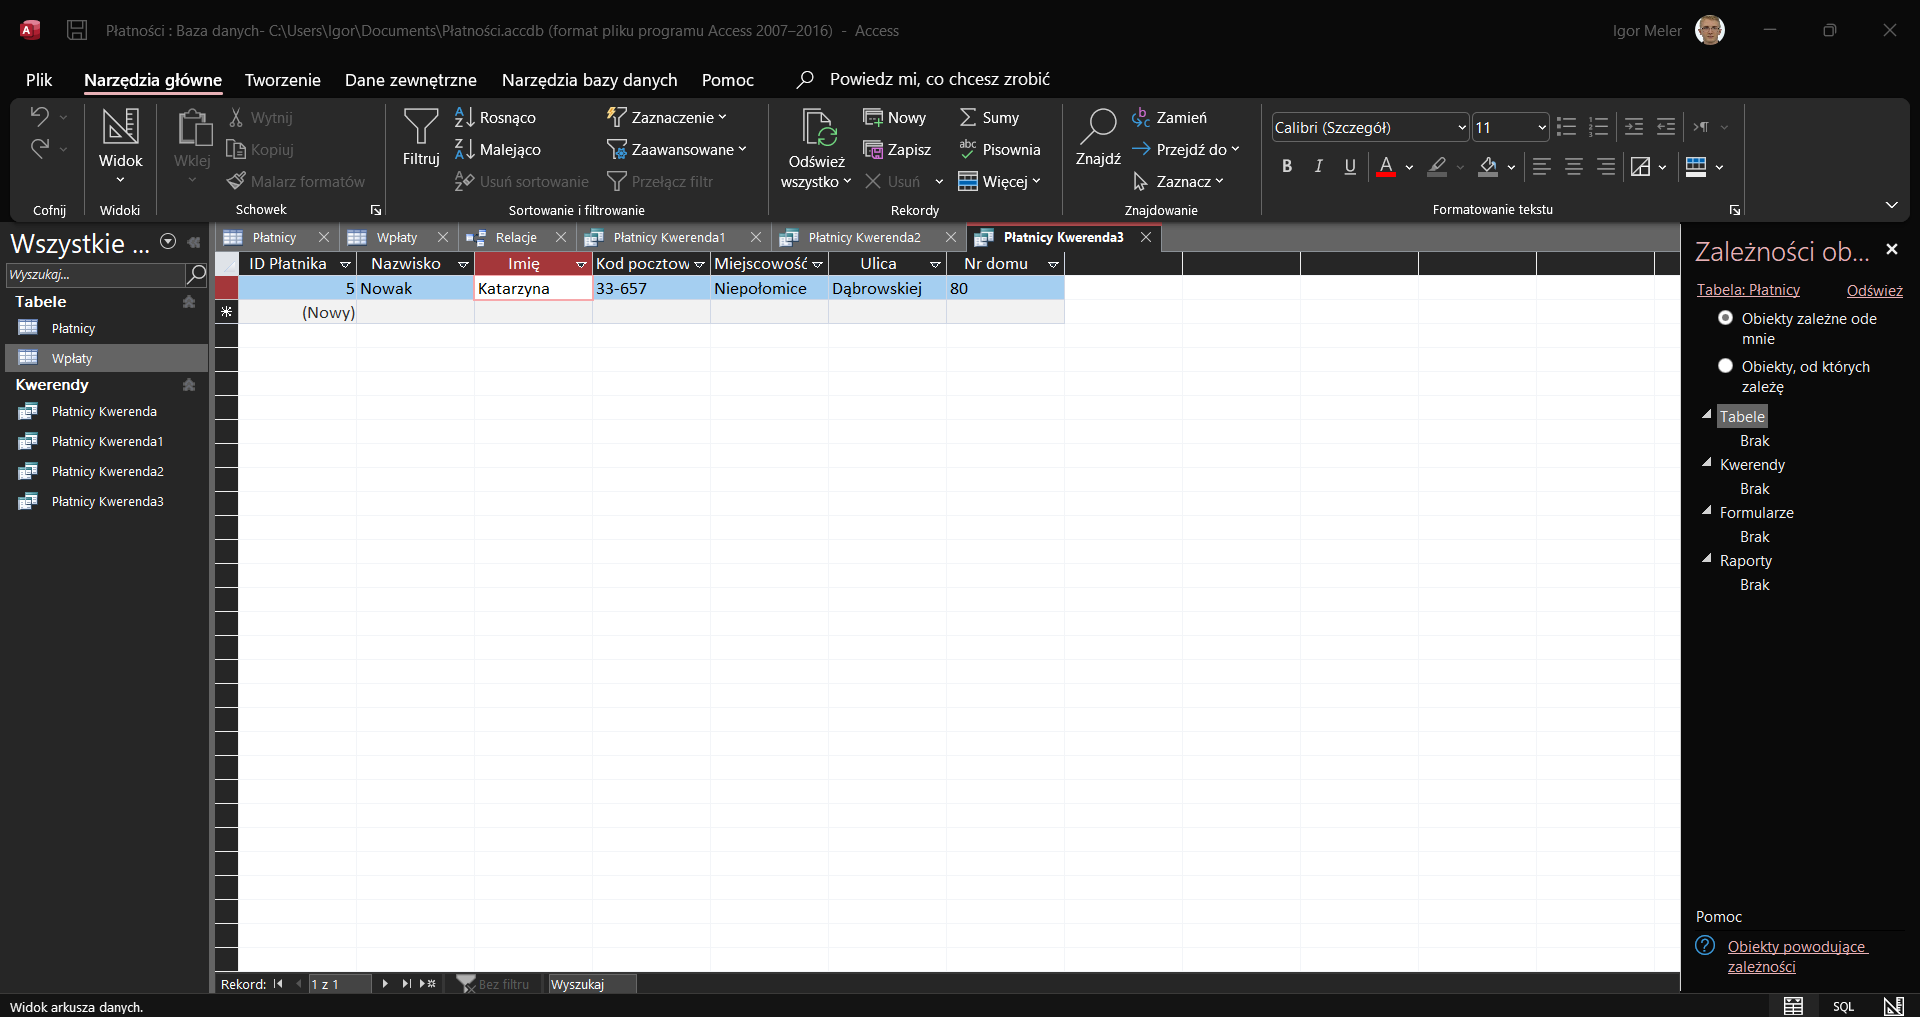 Płatności : Baza danych- C:\Users\Igor\Documents\Płatności.accdb (format pliku programu Access 2007–2016)  -  Access
Igor Meler
Plik
Narzędzia główne
Tworzenie
Dane zewnętrzne
Narzędzia bazy danych
Pomoc
Powiedz mi, co chcesz zrobić
Cofnij
Widok
Widoki
Wklej
Wytnij
Kopiuj
Malarz formatów
Schowek
Filtruj
Rosnąco
Malejąco
Usuń sortowanie
Zaznaczenie
Zaawansowane
Przełącz filtr
Sortowanie i filtrowanie
Odśwież
wszystko
Nowy
Zapisz
Usuń
Sumy
Pisownia
Więcej
Rekordy
Znajdź
Zamień
Przejdź do
Zaznacz
Znajdowanie
Calibri (Szczegół)
11
B I U A
Formatowanie tekstu
Wszystkie ...
Wyszukaj...
Tabele
Płatnicy
Wpłaty
Kwerendy
Płatnicy Kwerenda
Płatnicy Kwerenda1
Płatnicy Kwerenda2
Płatnicy Kwerenda3
Płatnicy
Wpłaty
Relacje
Płatnicy Kwerenda1
Płatnicy Kwerenda2
Płatnicy Kwerenda3
ID Płatnika Nazwisko Imię Kod pocztow Miejscowość Ulica Nr domu
5 Nowak Katarzyna 33-657 Niepołomice Dąbrowskiej 80
(Nowy)
Zależności ob...
Tabela: Płatnicy
Odśwież
Obiekty zależne ode
mnie
Obiekty, od których
zależę
Tabele
Brak
Kwerendy
Brak
Formularze
Brak
Raporty
Brak
Pomoc
Obiekty powodujące
zależności
Rekord: 1 z 1
Bez filtru
Wyszukaj
Widok arkusza danych.
SQL